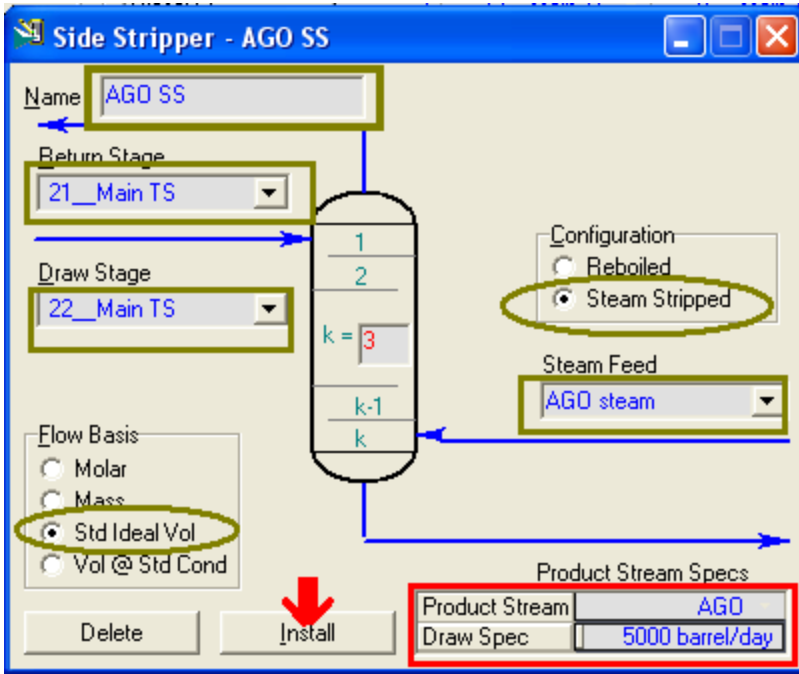 Side Stripper - AGO SS
Name AGO SS
Return Stage
21__Main TS
Draw Stage
22__Main TS
1
2
k = 3
k-1
k
Configuration
Reboiled
Steam Stripped
Steam Feed
AGO steam
Flow Basis
Molar
Mass
Std Ideal Vol
Vol @ Std Cond
Product Stream Specs
Product Stream AGO
Draw Spec 5000 barrel/day
Delete Install